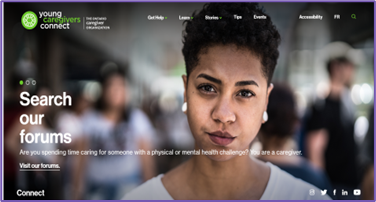 young
caregivers
connect
THE ONTARIO
caregiver
ORGANIZATION
Get Help
Learn
Stories
Tips
Events
Accessibility
FR
Search
our
forums
Are you spending time caring for someone with a physical or mental health challenge? You are a caregiver.
Visit our forums.
Connect